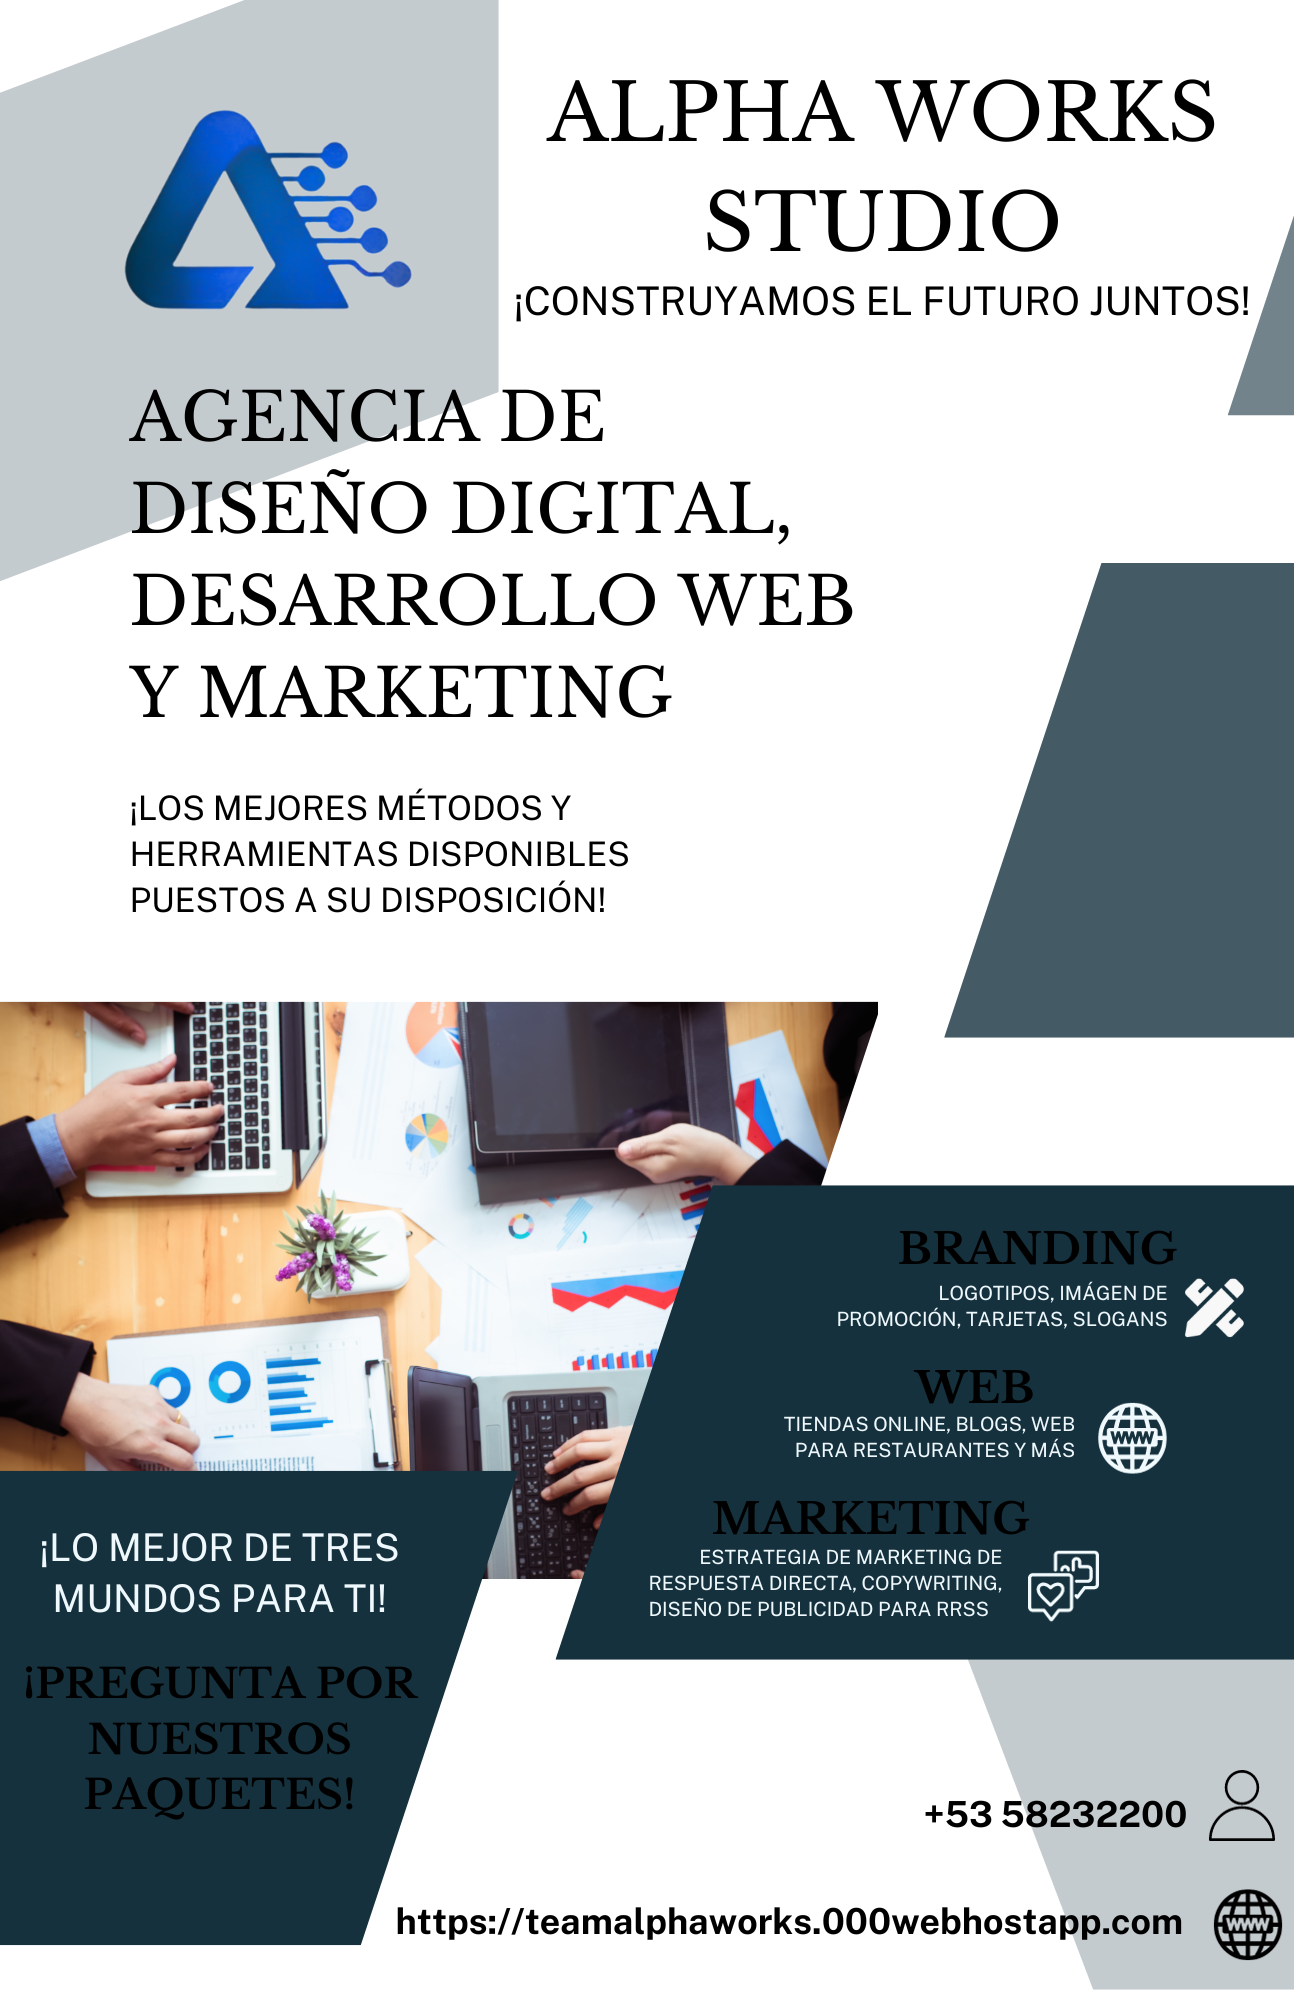 ALPHA WORKS
STUDIO
¡CONSTRUYAMOS EL FUTURO JUNTOS!
AGENCIA DE
DISEÑO DIGITAL,
DESARROLLO WEB
Y MARKETING
¡LOS MEJORES MÉTODOS Y
HERRAMIENTAS DISPONIBLES
PUESTOS A SU DISPOSICIÓN!
BRANDING
LOGOTIPOS, IMÁGEN DE
PROMOCIÓN, TARJETAS, SLOGANS
WEB
TIENDAS ONLINE, BLOGS, WEB
PARA RESTAURANTES Y MÁS
WWW
MARKETING
ESTRATEGIA DE MARKETING DE
RESPUESTA DIRECTA, COPYWRITING,
DISEÑO DE PUBLICIDAD PARA RRSS
¡LO MEJOR DE TRES
MUNDOS PARA TI!
¡PREGUNTA POR
NUESTROS
PAQUETES!
+53 58232200
https://teamalphaworks.000webhostapp.com
WWW